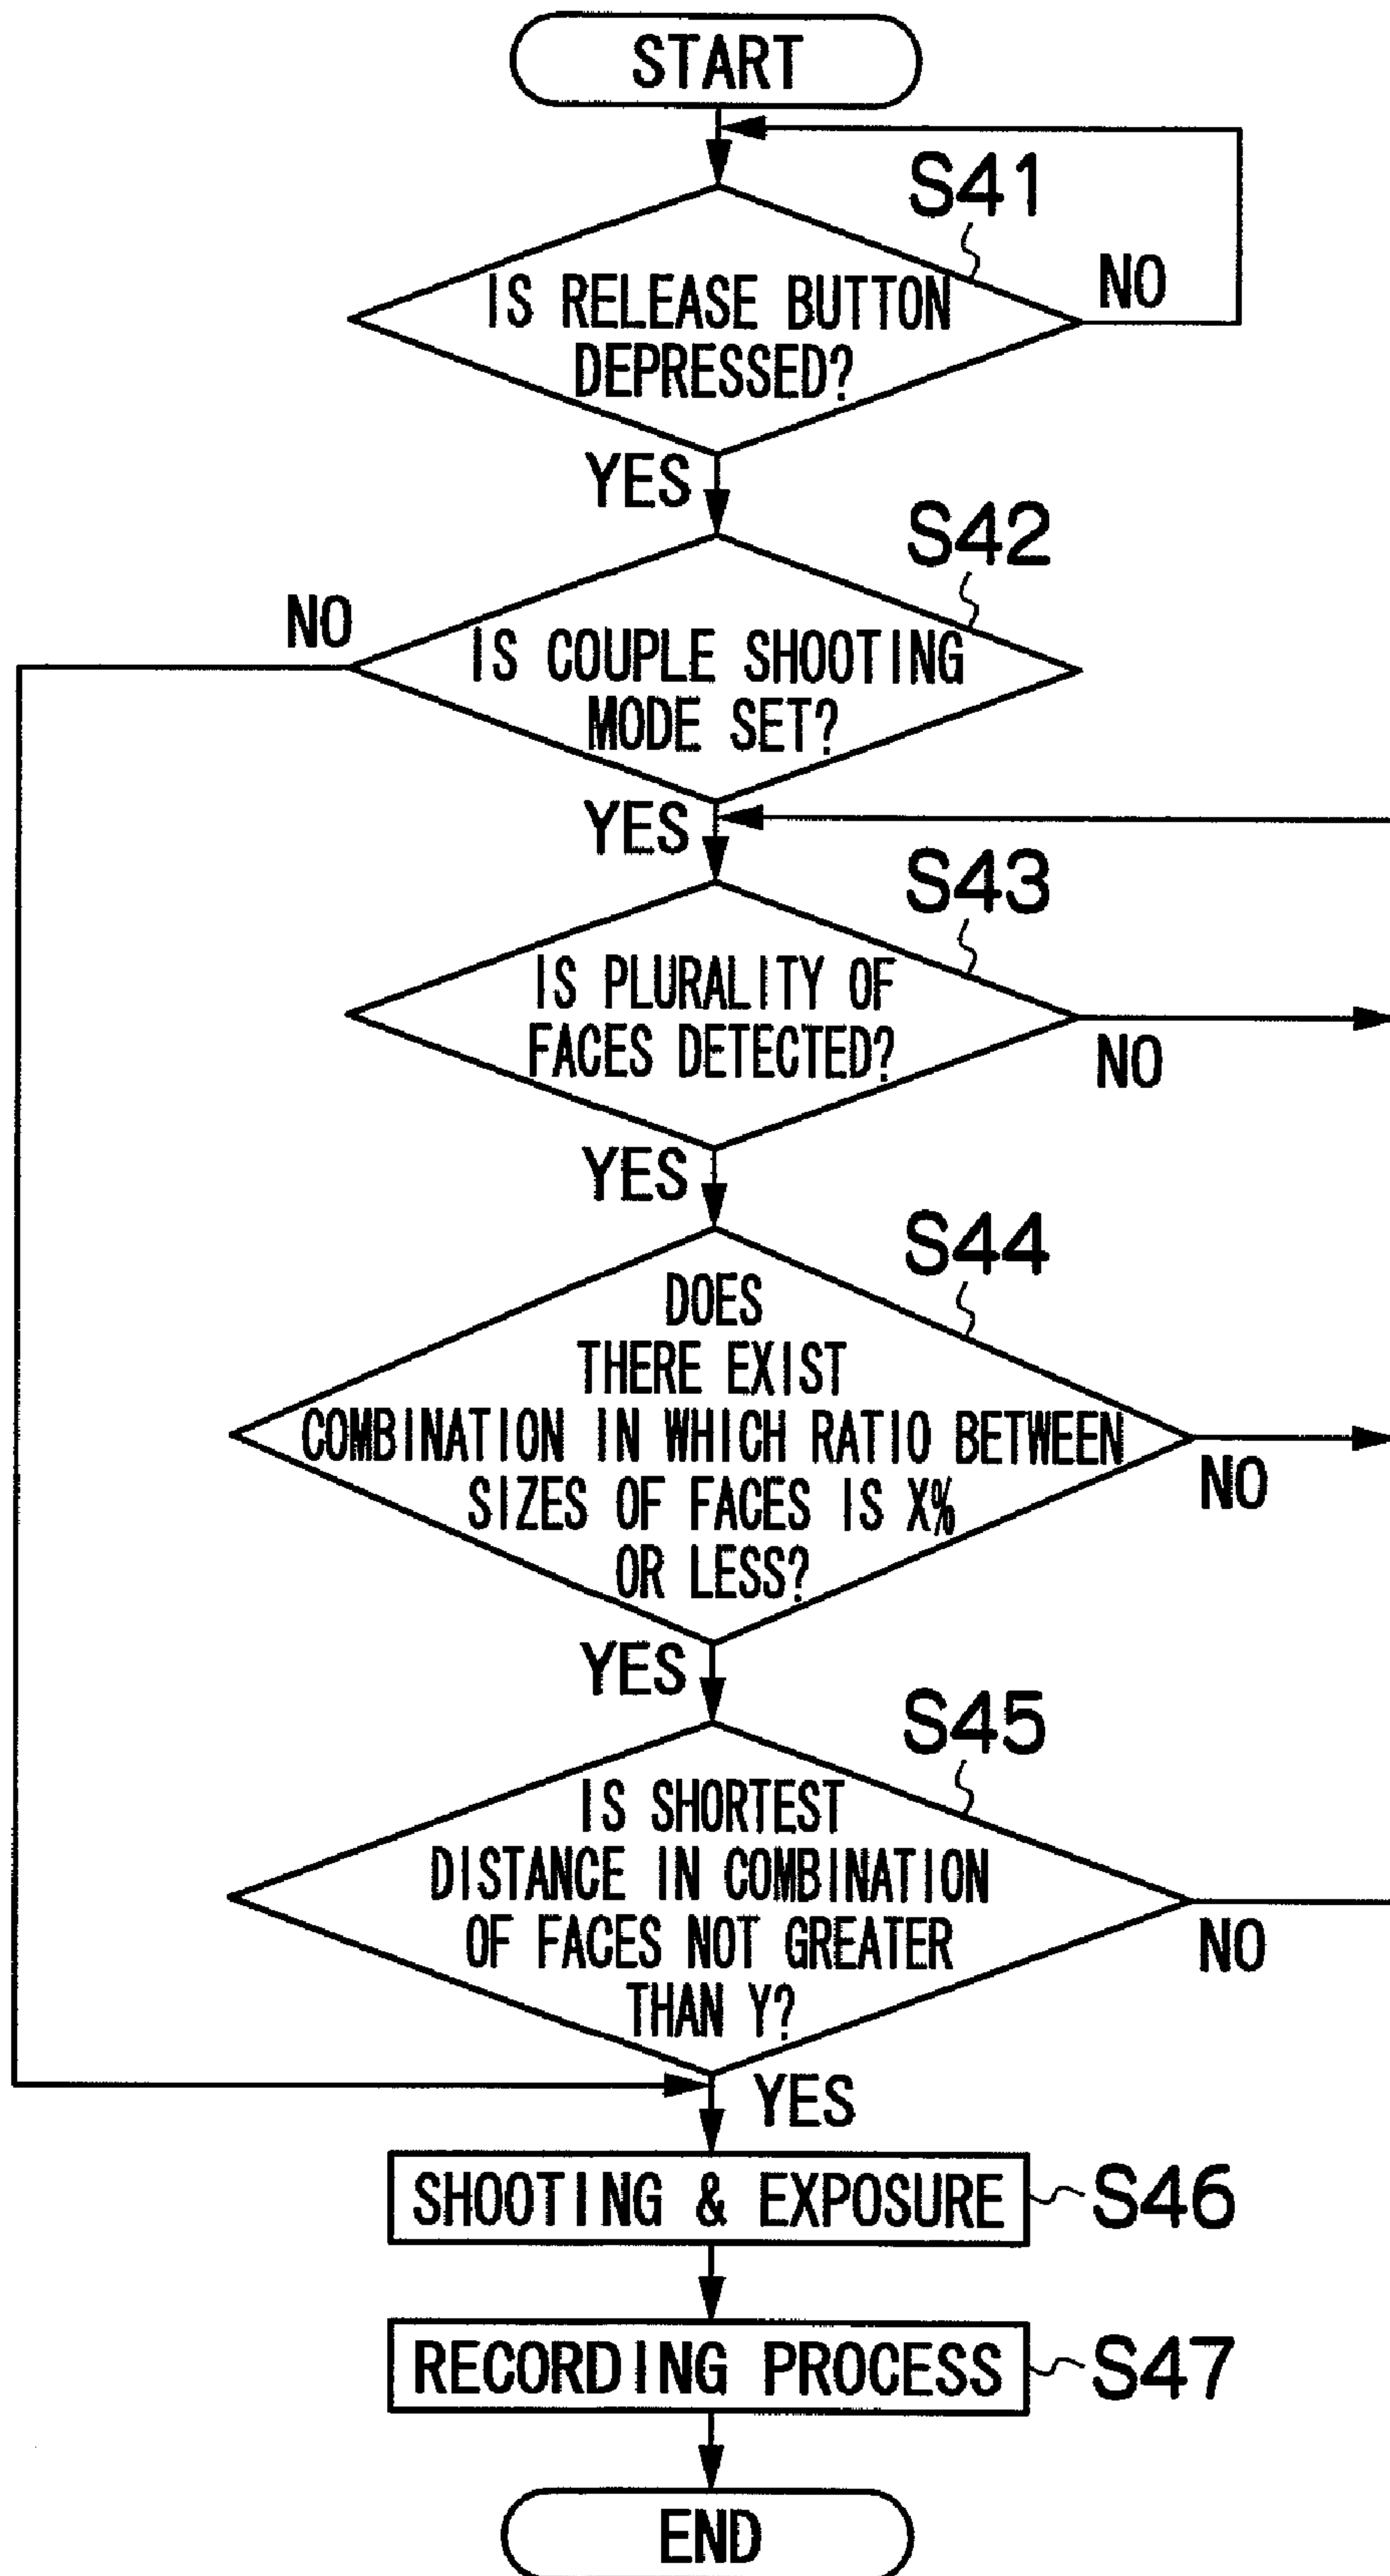 START
S41
IS RELEASE BUTTON
DEPRESSED?
NO
YES
S42
NO
IS COUPLE SHOOTING
MODE SET?
YES
S43
IS PLURALITY OF
FACES DETECTED?
NO
YES
S44
DOES
THERE EXIST
COMBINATION IN WHICH RATIO BETWEEN
SIZES OF FACES IS X%
OR LESS?
NO
YES
S45
IS SHORTEST
DISTANCE IN COMBINATION
OF FACES NOT GREATER
THAN Y?
NO
YES
SHOOTING & EXPOSURE
S46
RECORDING PROCESS
S47
END